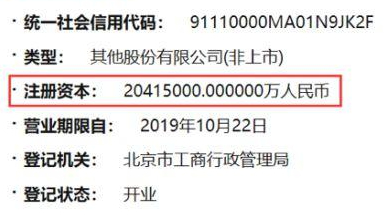 · 统一社会信用代码： 91110000MA01N9JK2F
· 类型： 其他股份有限公司(非上市)
· 注册资本： 20415000.000000万人民币
· 营业期限自： 2019年10月22日
· 登记机关： 北京市工商行政管理局
· 登记状态： 开业